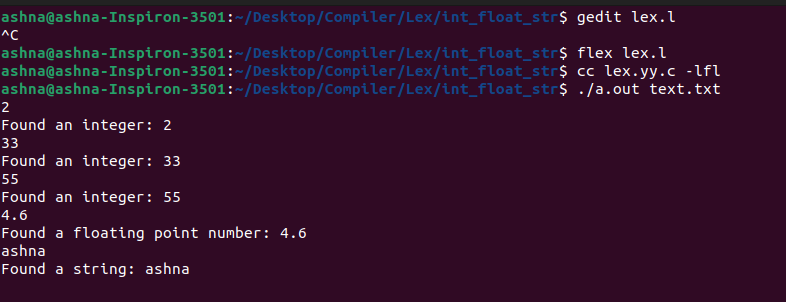 ashna@ashna-Inspiron-3501:~/Desktop/Compiler/Lex/int_float_str$ gedit lex.l
^C
ashna@ashna-Inspiron-3501:~/Desktop/Compiler/Lex/int_float_str$ flex lex.l
ashna@ashna-Inspiron-3501:~/Desktop/Compiler/Lex/int_float_str$ cc lex.yy.c -lfl
ashna@ashna-Inspiron-3501:~/Desktop/Compiler/Lex/int_float_str$ ./a.out text.txt
2
Found an integer: 2
33
Found an integer: 33
55
Found an integer: 55
4.6
Found a floating point number: 4.6
ashna
Found a string: ashna